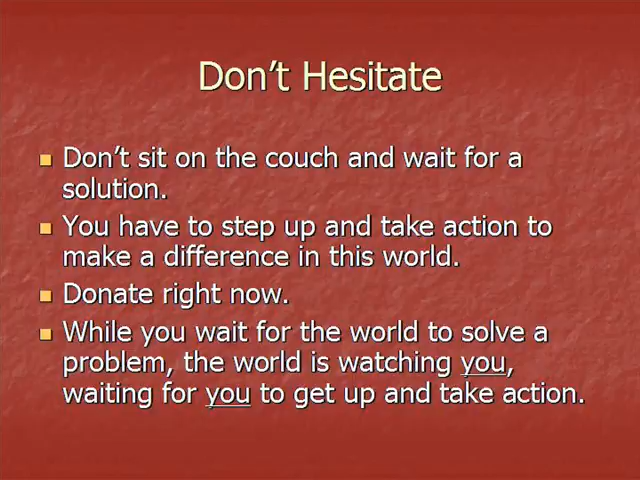 Don't Hesitate
Don't sit on the couch and wait for a
solution.
You have to step up and take action to
make a difference in this world.
Donate right now.
While you wait for the world to solve a
problem, the world is watching you,
waiting for you to get up and take action.